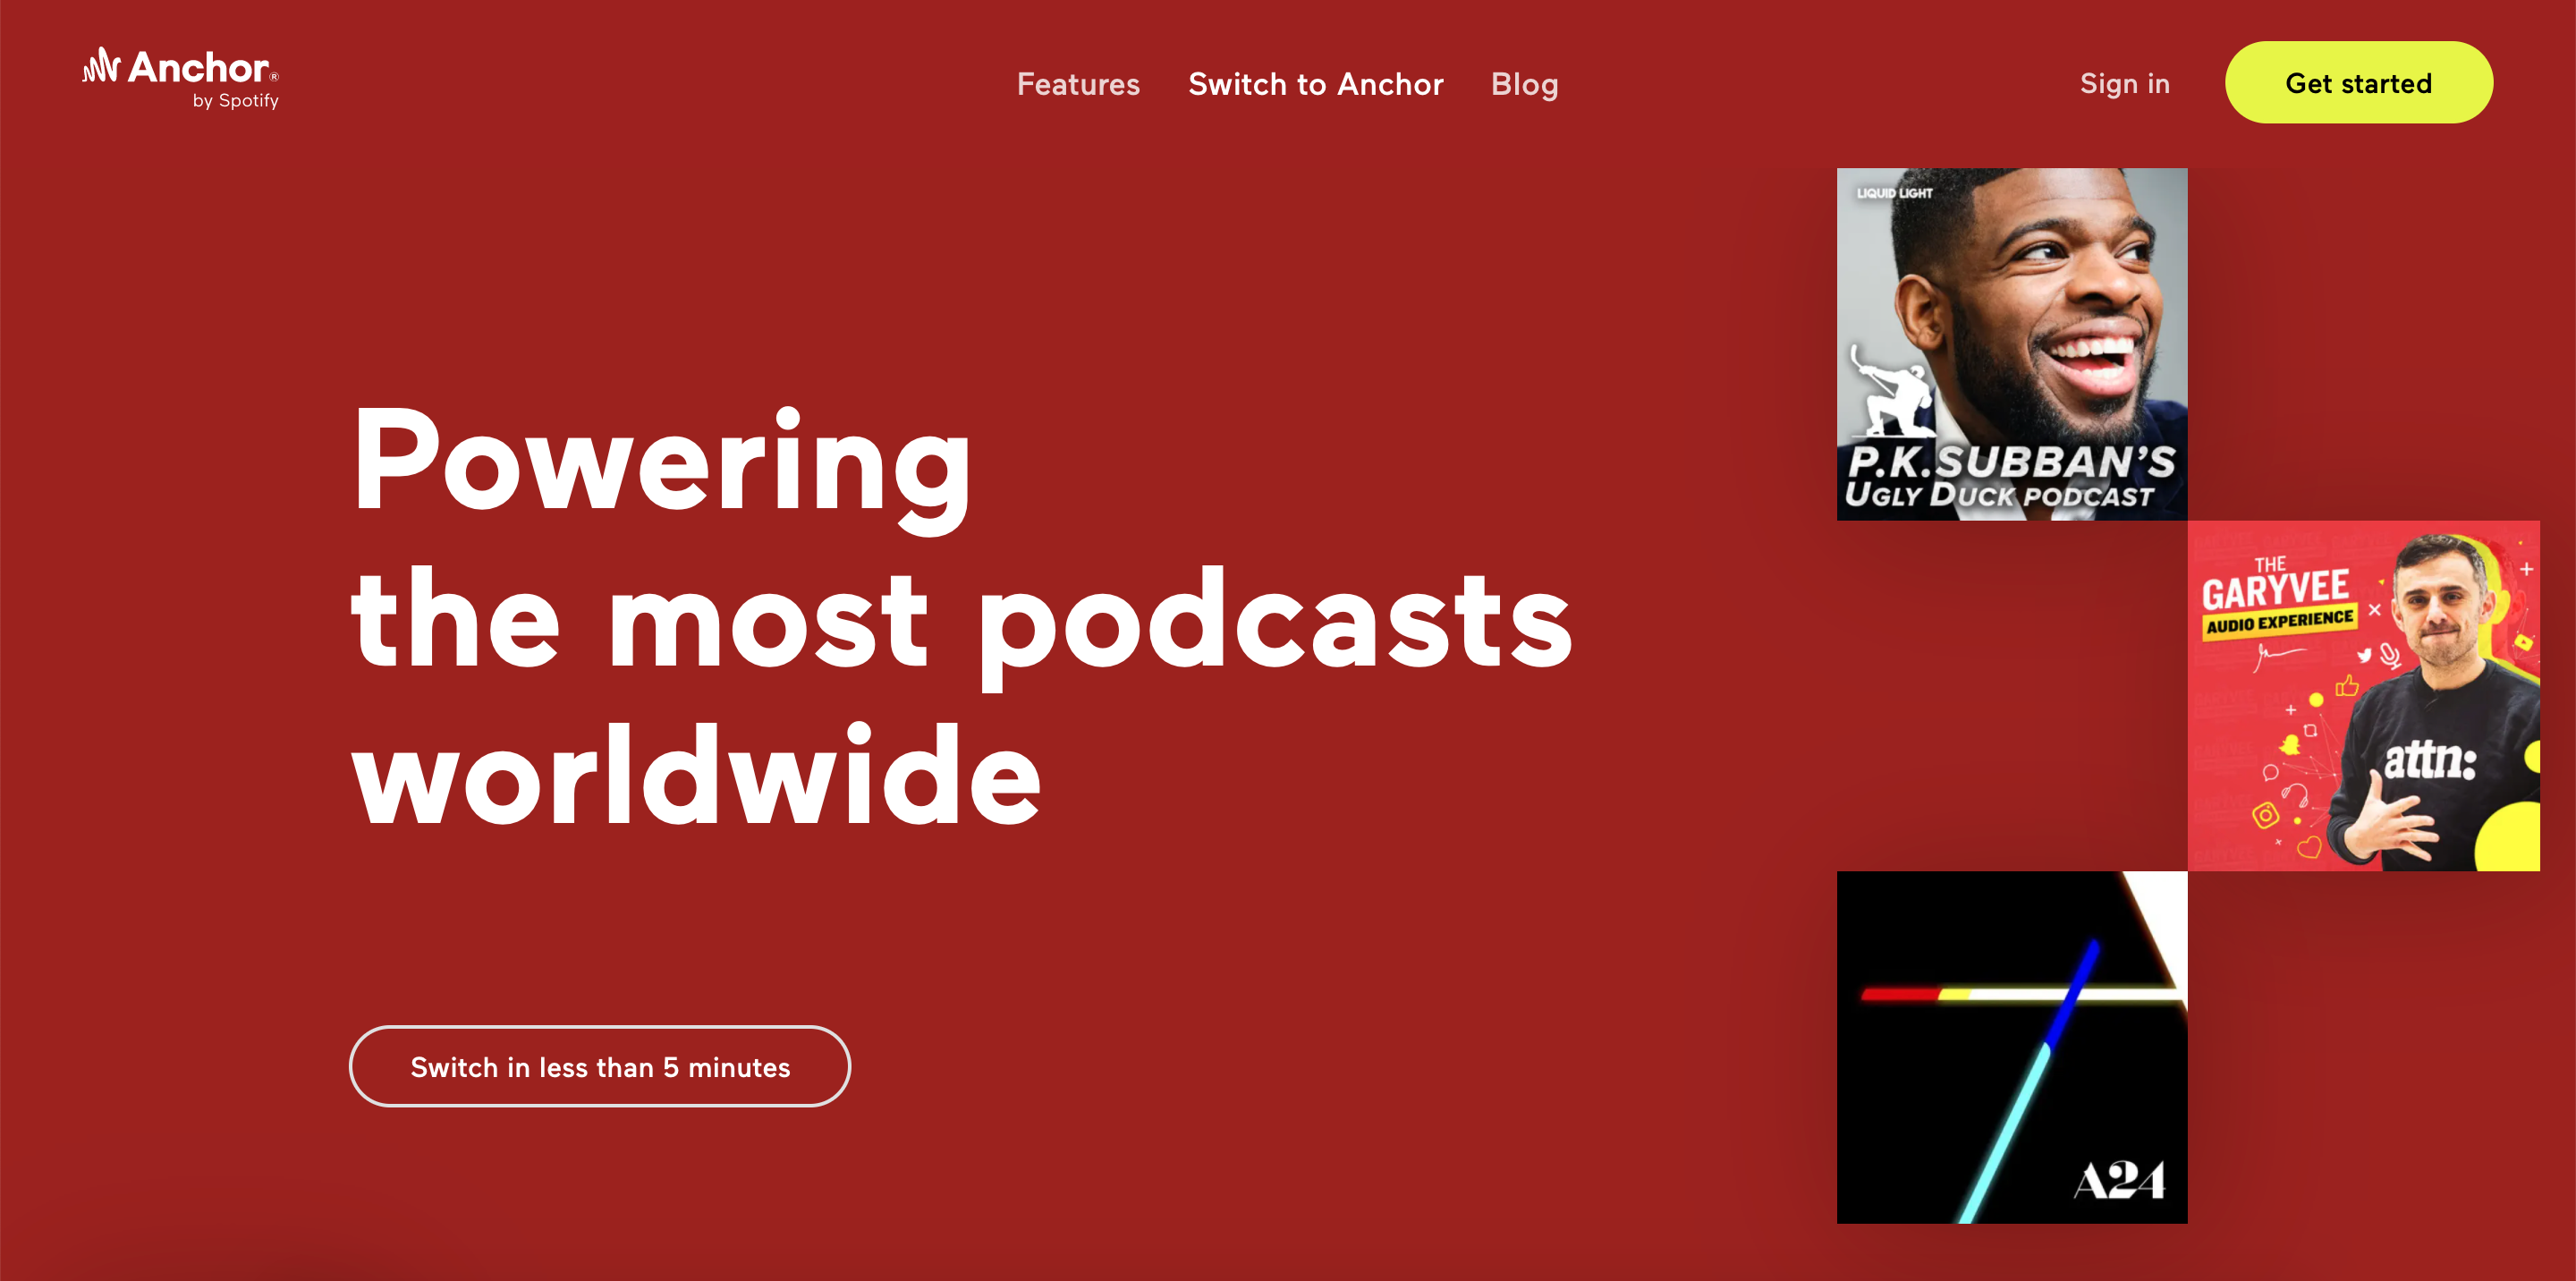 Anchor®
by Spotify
Features
Switch to Anchor
Blog
Sign in
Get started
Powering
the most podcasts
worldwide
Switch in less than 5 minutes
LIQUID LIGHT
P.K.SUBBAN'S
UGLY DUCK PODCAST
THE
GARYVEE
AUDIO EXPERIENCE
attn:
A24